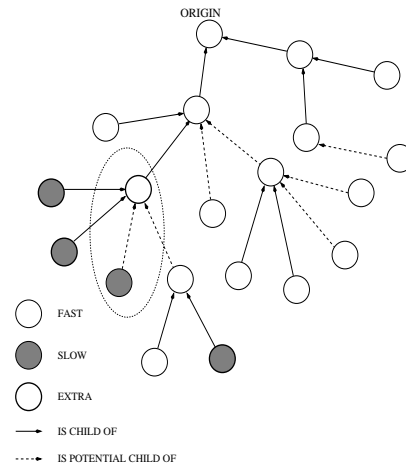 ORIGIN
FAST
SLOW
EXTRA
IS CHILD OF
IS POTENTIAL CHILD OF